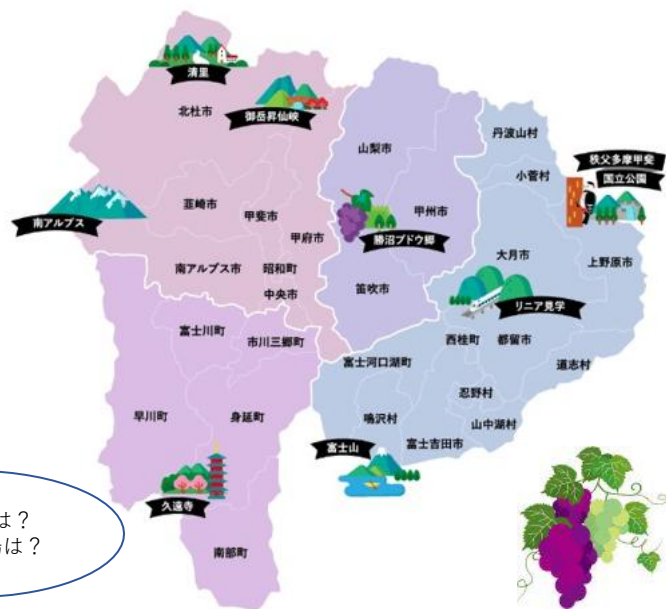 清里
北杜市
御岳昇仙峡
山梨市
丹波山村
秩父多摩甲斐
国立公園
小菅村
南アルプス
韮崎市
甲斐市
甲府市
甲州市
勝沼ブドウ郷
大月市
上野原市
南アルプス市
昭和町
中央市
笛吹市
リニア見学
富士川町
市川三郷町
富士河口湖町
西桂町
都留市
道志村
早川町
身延町
鳴沢村
忍野村
山中湖村
富士吉田市
富士山
久遠寺
南部町
は？
は？